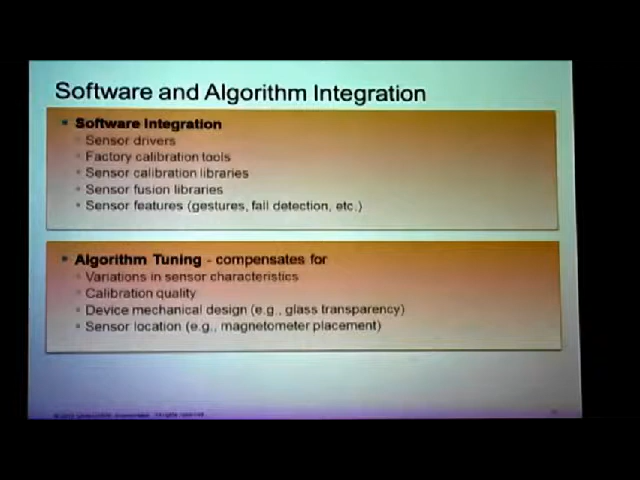 Software and Algorithm Integration
Software Integration
Sensor drivers
Factory calibration tools
Sensor calibration libraries
Sensor fusion libraries
Sensor features (gestures, fall detection, etc.)
Algorithm Tuning - compensates for
Variations in sensor characteristics
Calibration quality
Device mechanical design (e.g., glass transparency)
Sensor location (e.g., magnetometer placement)